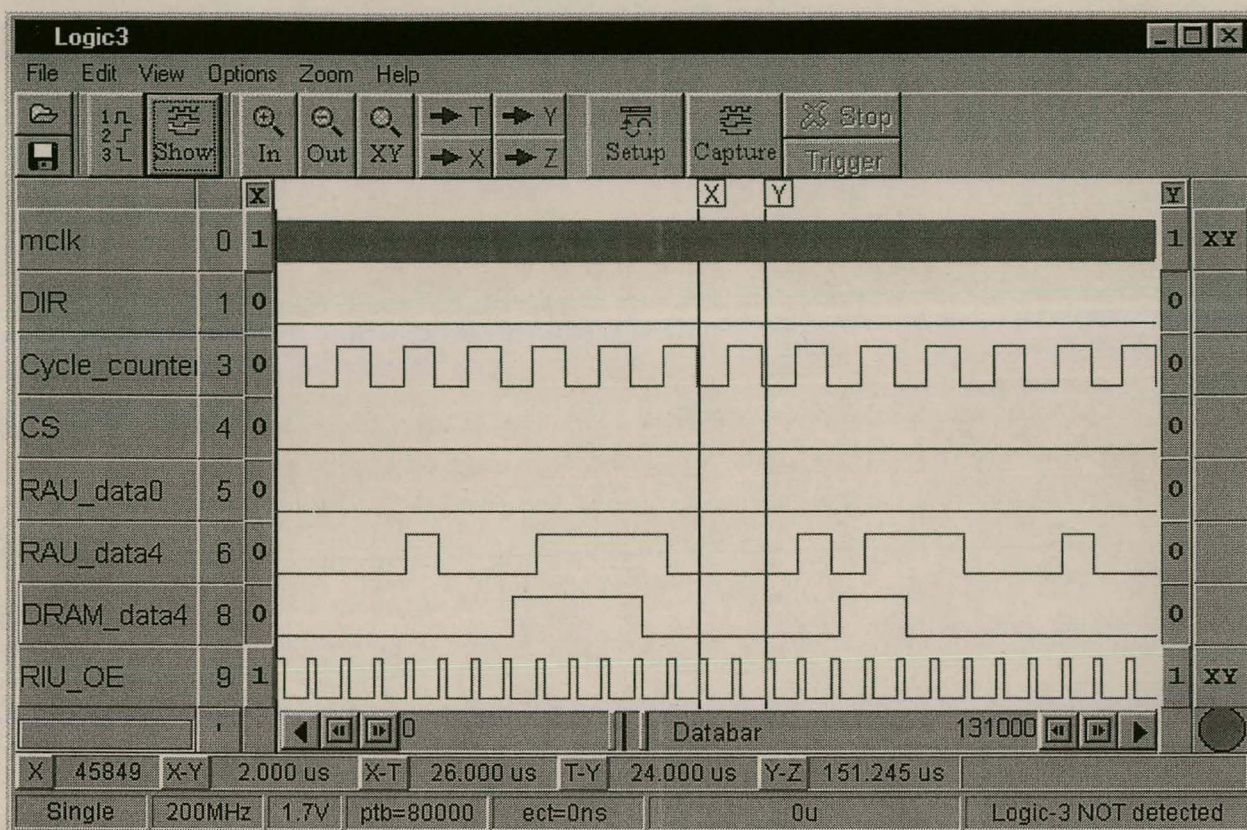 Logic3
File Edit View Options Zoom Help
1 2 3 Show In Out XY T Y X Z Setup Capture Stop Trigger
X X Y Y
mclk 0 1 1 XY
DIR 1 0 0
Cycle_counter 3 0 0
CS 4 0 0
RAU_data0 5 0 0
RAU_data4 6 0 0
DRAM_data4 8 0 0
RIU_OE 9 1 1 XY
' 0 Databar 131000
X 45849 X-Y 2.000 us X-T 26.000 us T-Y 24.000 us Y-Z 151.245 us
Single 200MHz 1.7V ptb=80000 ect=0ns 0u Logic-3 NOT detected